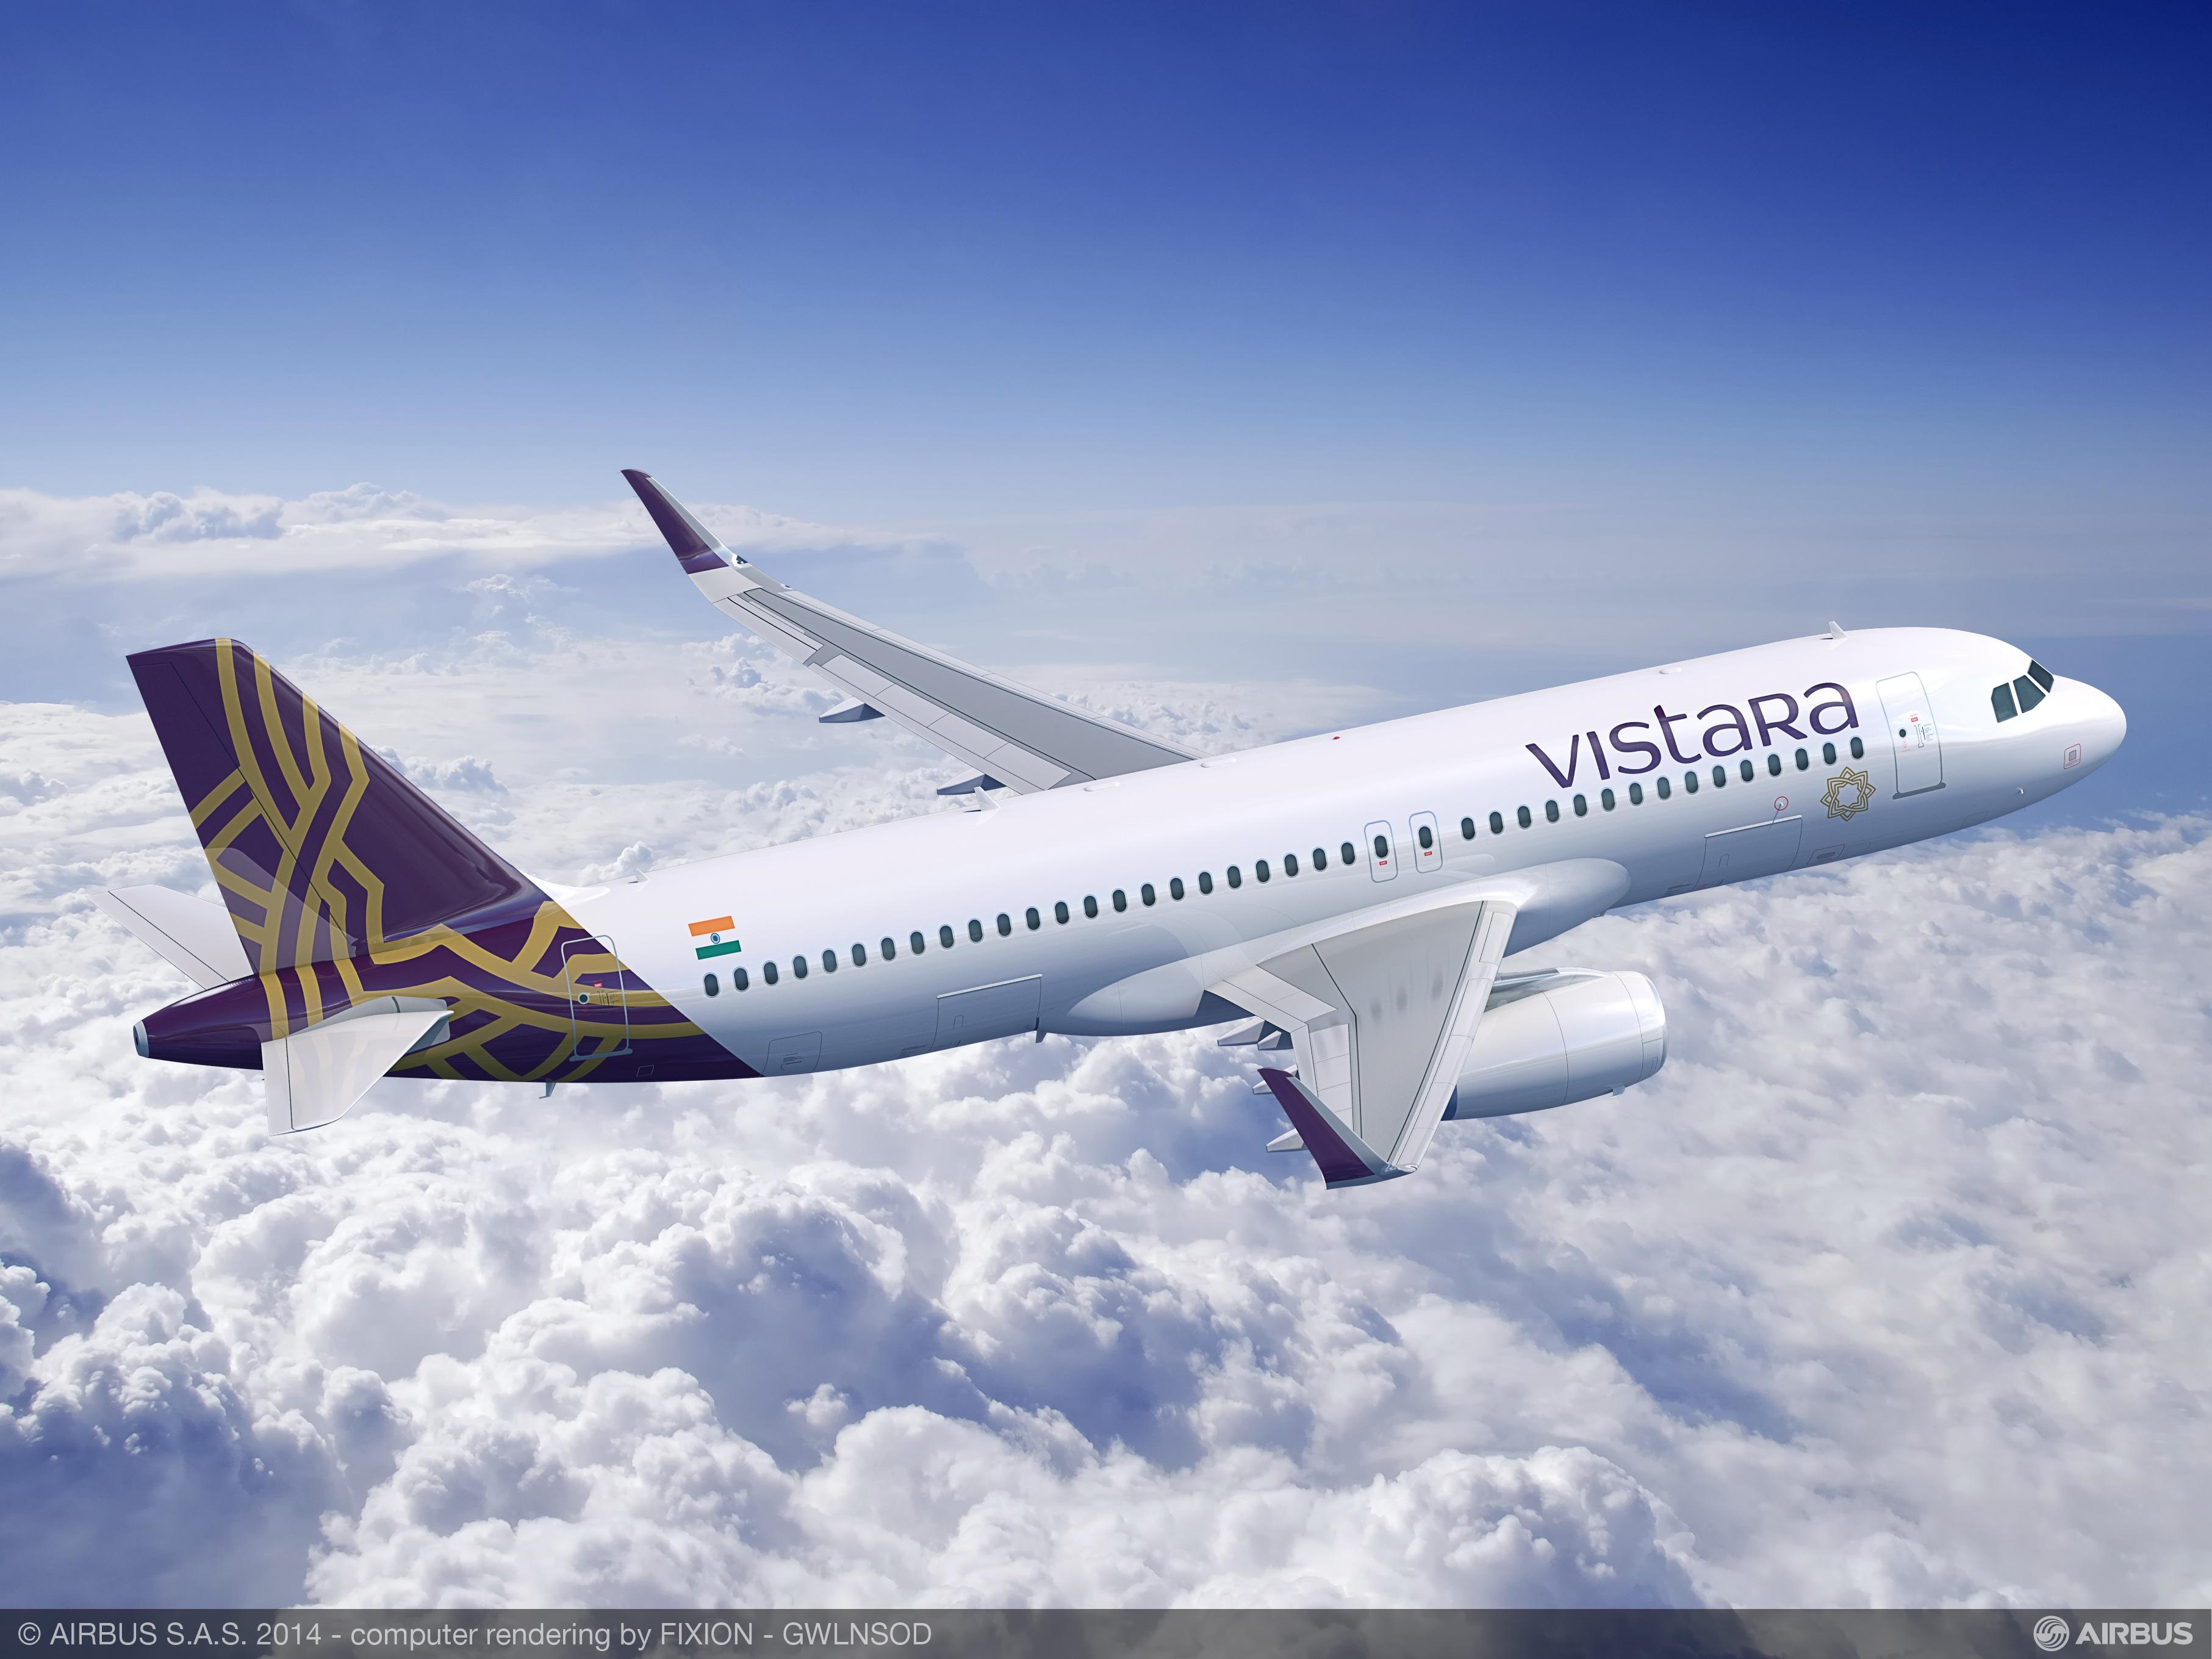 vistara
© AIRBUS S.A.S. 2014 - computer rendering by FIXION - GWLNSOD
AIRBUS